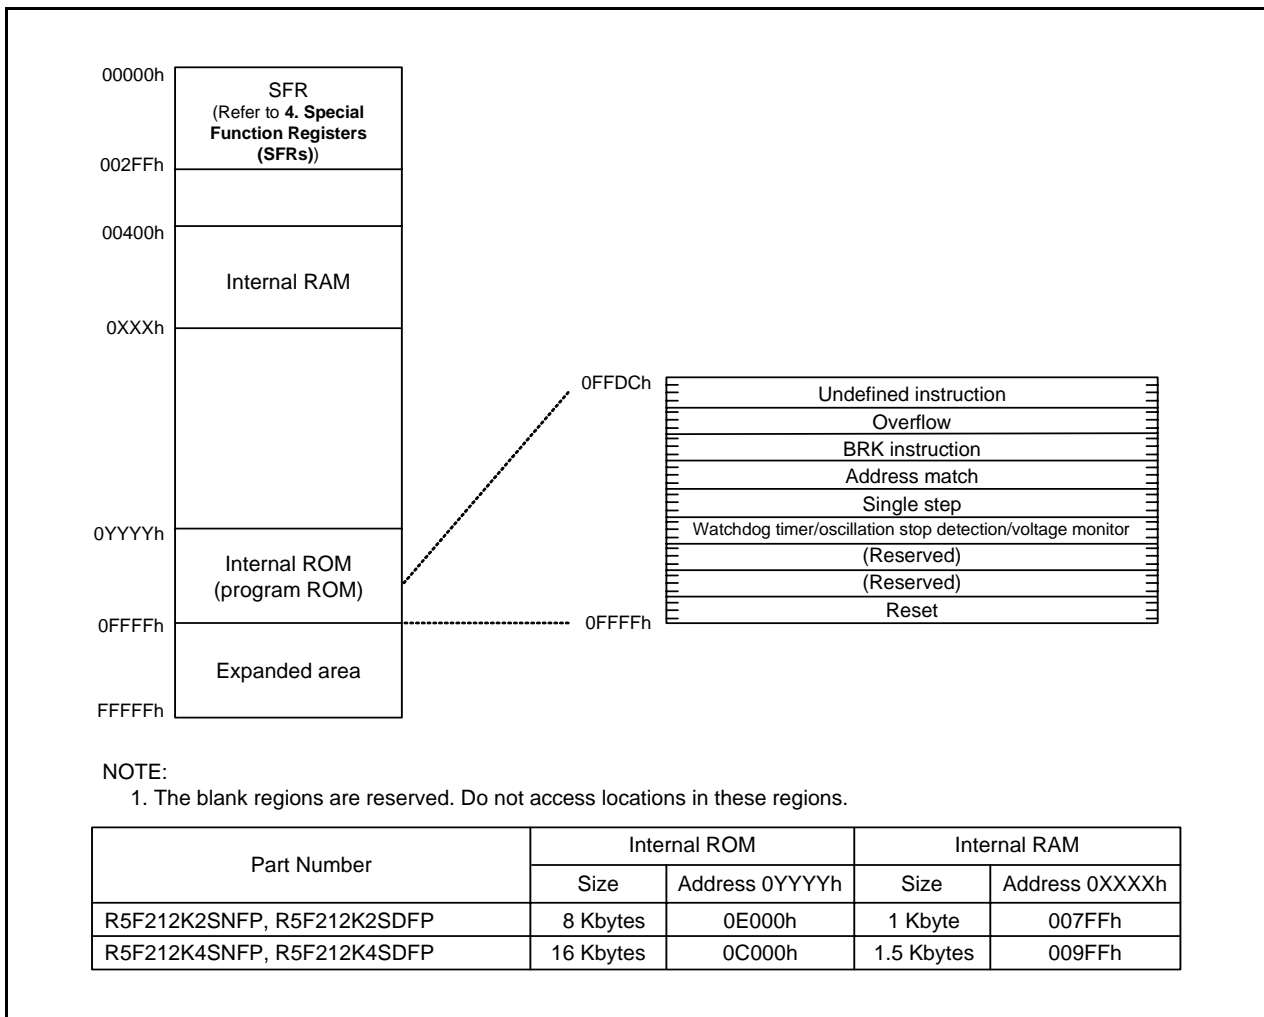 00000h
SFR
(Refer to 4. Special
Function Registers
(SFRs))
002FFh
00400h
Internal RAM
0XXXh
0YYYYh
Internal ROM
(program ROM)
0FFFFh
Expanded area
FFFFFh
0FFDCh
Undefined instruction
Overflow
BRK instruction
Address match
Single step
Watchdog timer/oscillation stop detection/voltage monitor
(Reserved)
(Reserved)
Reset
0FFFFh
NOTE:
1. The blank regions are reserved. Do not access locations in these regions.
Part Number Internal ROM Internal RAM
Size Address 0YYYYh Size Address 0XXXXh
R5F212K2SNFP, R5F212K2SDFP 8 Kbytes 0E000h 1 Kbyte 007FFh
R5F212K4SNFP, R5F212K4SDFP 16 Kbytes 0C000h 1.5 Kbytes 009FFh